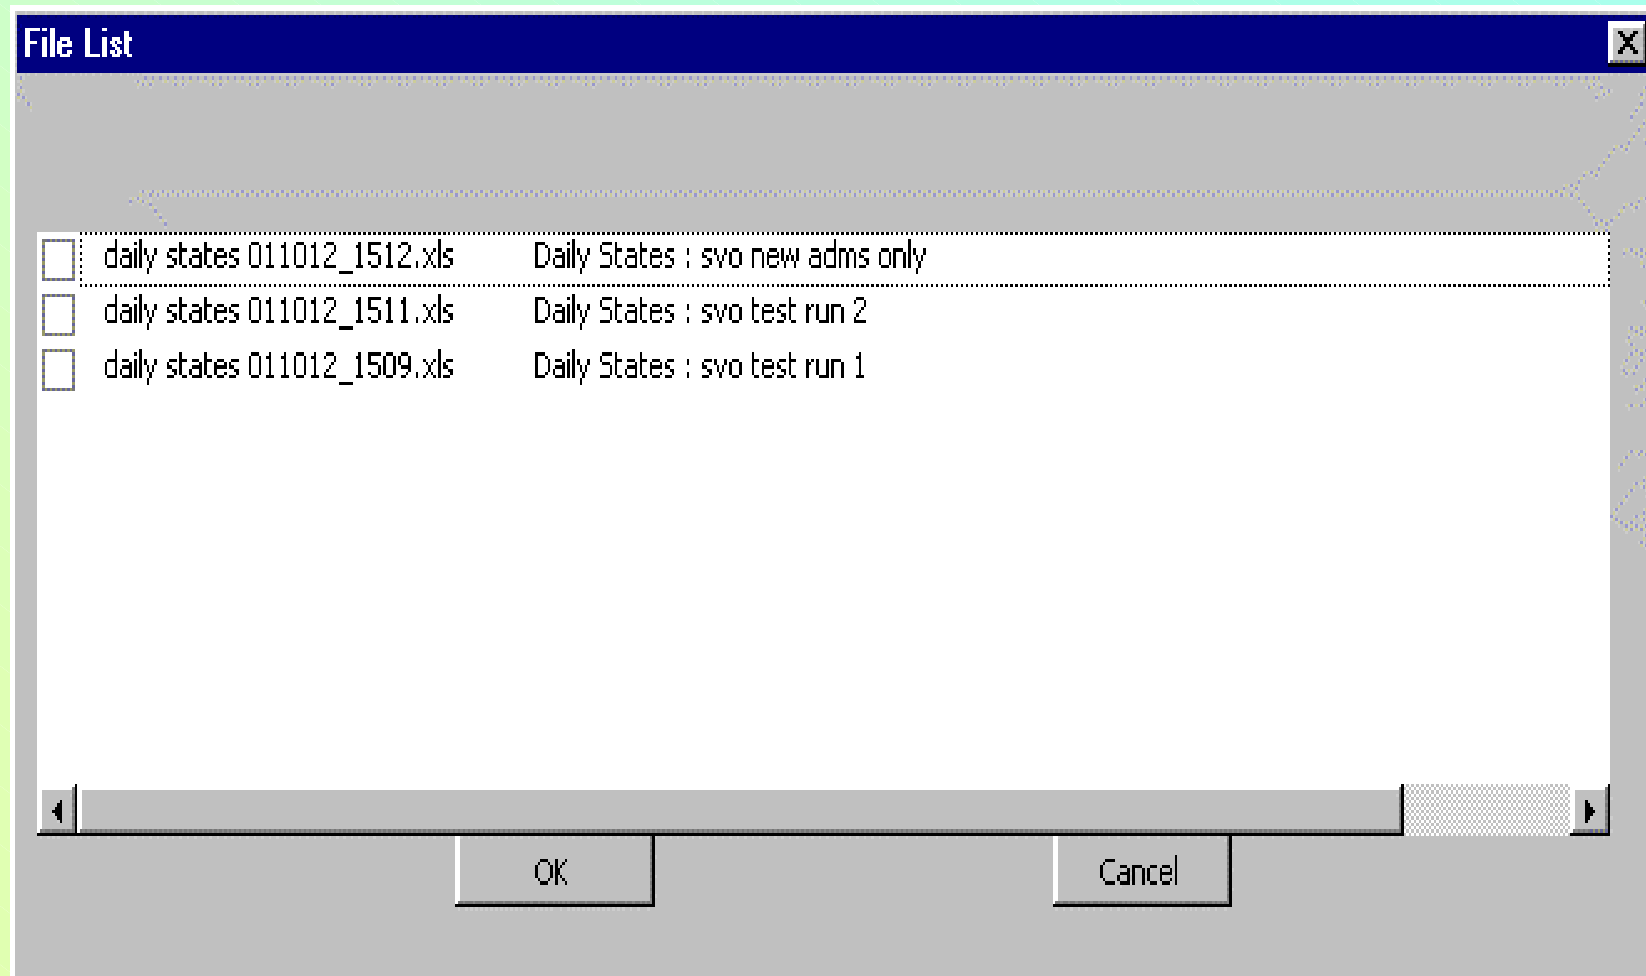 File List
daily states 011012_1512.xls Daily States : svo new adms only
daily states 011012_1511.xls Daily States : svo test run 2
daily states 011012_1509.xls Daily States : svo test run 1
OK Cancel